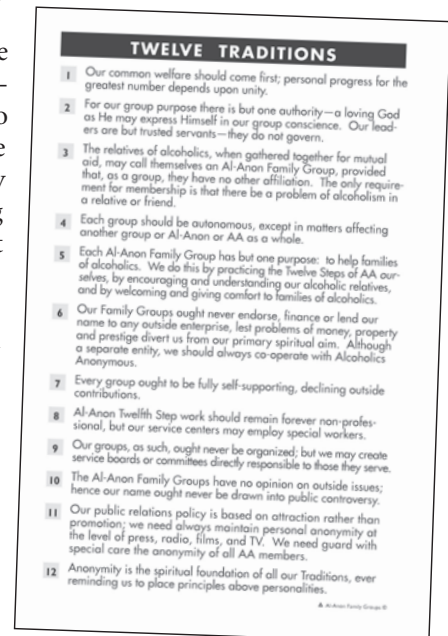 TWELVE TRADITIONS
1 Our common welfare should come first; personal progress for the
greatest number depends upon unity.
2 For our group purpose there is but one authority—a loving God
as He may express Himself in our group conscience. Our lead-
ers are but trusted servants—they do not govern.
3 The relatives of alcoholics, when gathered together for mutual
aid, may call themselves an Al-Anon Family Group, provided
that, as a group, they have no other affiliation. The only require-
ment for membership is that there be a problem of alcoholism in
a relative or friend.
4 Each group should be autonomous, except in matters affecting
another group or Al-Anon or AA as a whole.
5 Each Al-Anon Family Group has but one purpose: to help families
of alcoholics. We do this by practicing the Twelve Steps of AA our-
selves, by encouraging and understanding our alcoholic relatives,
and by welcoming and giving comfort to families of alcoholics.
6 Our Family Groups ought never endorse, finance or lend our
name to any outside enterprise, lest problems of money, property
and prestige divert us from our primary spiritual aim. Although
a separate entity, we should always co-operate with Alcoholics
Anonymous.
7 Every group ought to be fully self-supporting, declining outside
contributions.
8 Al-Anon Twelfth Step work should remain forever non-profes-
sional, but our service centers may employ special workers.
9 Our groups, as such, ought never be organized; but we may create
service boards or committees directly responsible to those they serve.
10 The Al-Anon Family Groups have no opinion on outside issues;
hence our name ought never be drawn into public controversy.
11 Our public relations policy is based on attraction rather than
promotion; we need always maintain personal anonymity at
the level of press, radio, films, and TV. We need guard with
special care the anonymity of all AA members.
12 Anonymity is the spiritual foundation of all our Traditions, ever
reminding us to place principles above personalities.
Al-Anon Family Groups ©